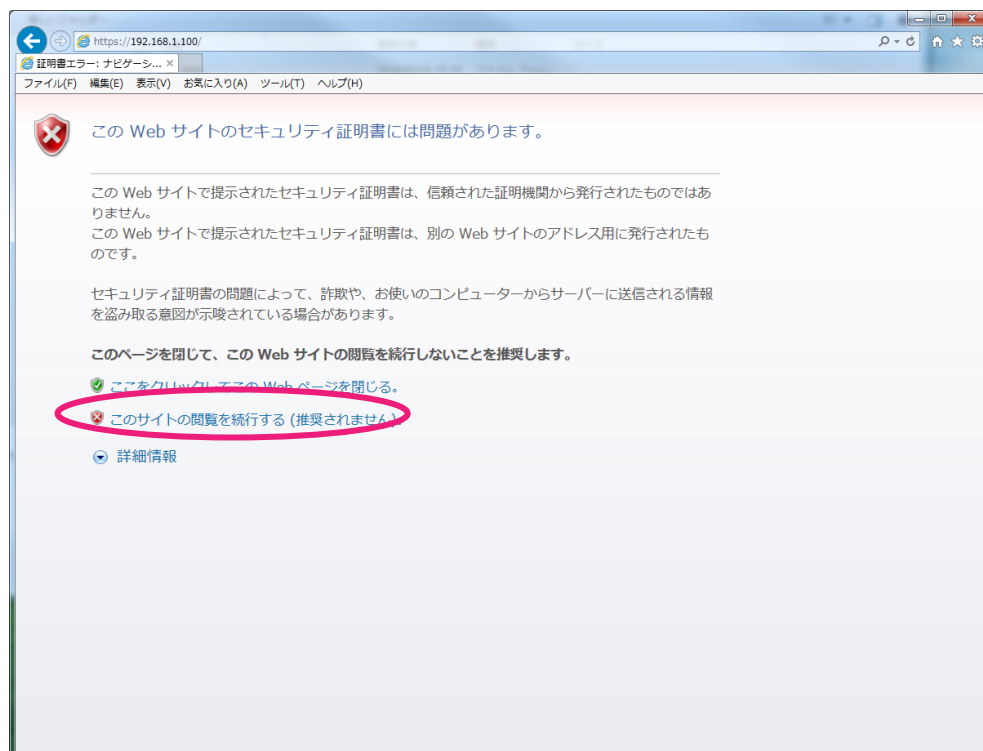 https://192.168.1.100/
証明書エラー: ナビゲーシ...
ファイル(F) 編集(E) 表示(V) お気に入り(A) ツール(T) ヘルプ(H)
この Web サイトのセキュリティ証明書には問題があります。
この Web サイトで提示されたセキュリティ証明書は、信頼された証明機関から発行されたものではあ
りません。
この Web サイトで提示されたセキュリティ証明書は、別の Web サイトのアドレス用に発行されたも
のです。
セキュリティ証明書の問題によって、詐欺や、お使いのコンピューターからサーバーに送信される情報
を盗み取る意図が示唆されている場合があります。
このページを閉じて、この Web サイトの閲覧を続行しないことを推奨します。
ここをクリックしてこの Web ページを閉じる。
このサイトの閲覧を続行する (推奨されません)。
詳細情報